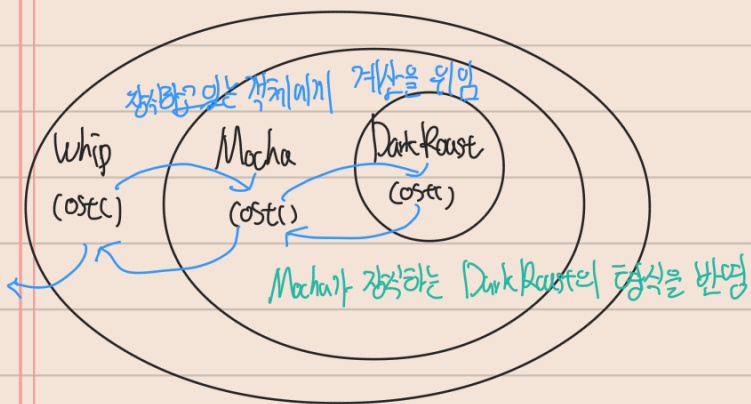 장식하고 있는 객체에게 계산을 위임
Whip Mocha DarkRoast
cost() cost() cost()
Mocha가 장식하는 DarkRoast의 형식을 반영